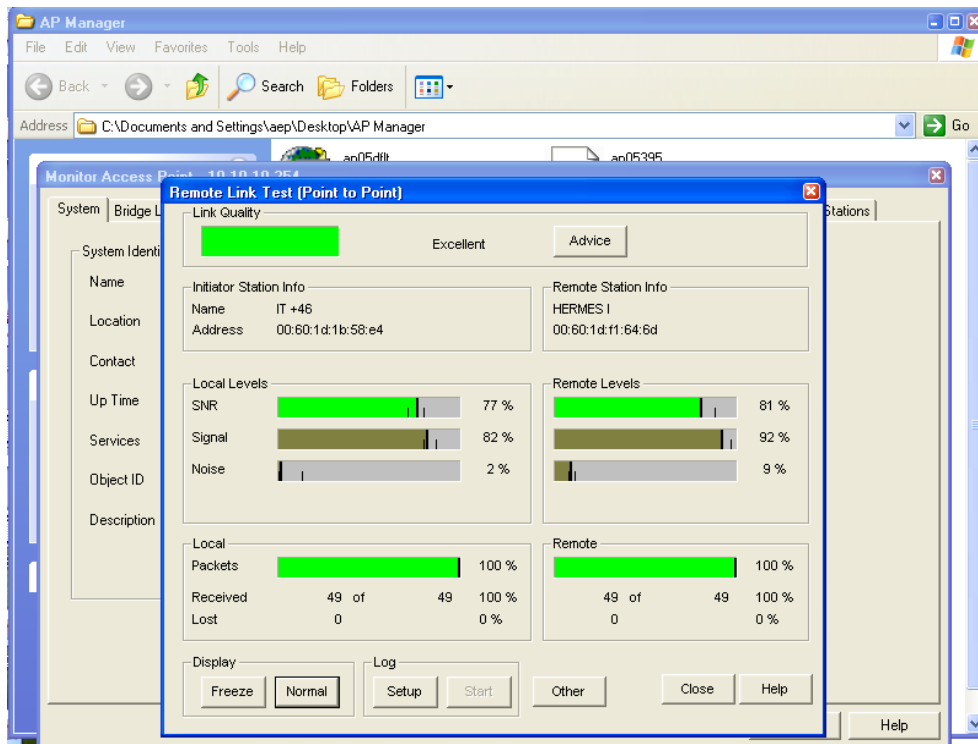 AP Manager
File Edit View Favorites Tools Help
Back Search Folders
Address C:\Documents and Settings\aep\Desktop\AP Manager Go
ap05dflt ap05395
Monitor Access Point - 10.10.10.254
Remote Link Test (Point to Point)
System Bridge L Stations
Link Quality
Excellent Advice
System Identi
Name
Location
Contact
Up Time
Services
Object ID
Description
Initiator Station Info
Name IT +46
Address 00:60:1d:1b:58:e4
Remote Station Info
HERMES I
00:60:1d:f1:64:6d
Local Levels
SNR 77 %
Signal 82 %
Noise 2 %
Remote Levels
81 %
92 %
9 %
Local
Packets 100 %
Received 49 of 49 100 %
Lost 0 0 %
Remote
100 %
49 of 49 100 %
0 0 %
Display
Freeze Normal
Log
Setup Start
Other Close Help
Help